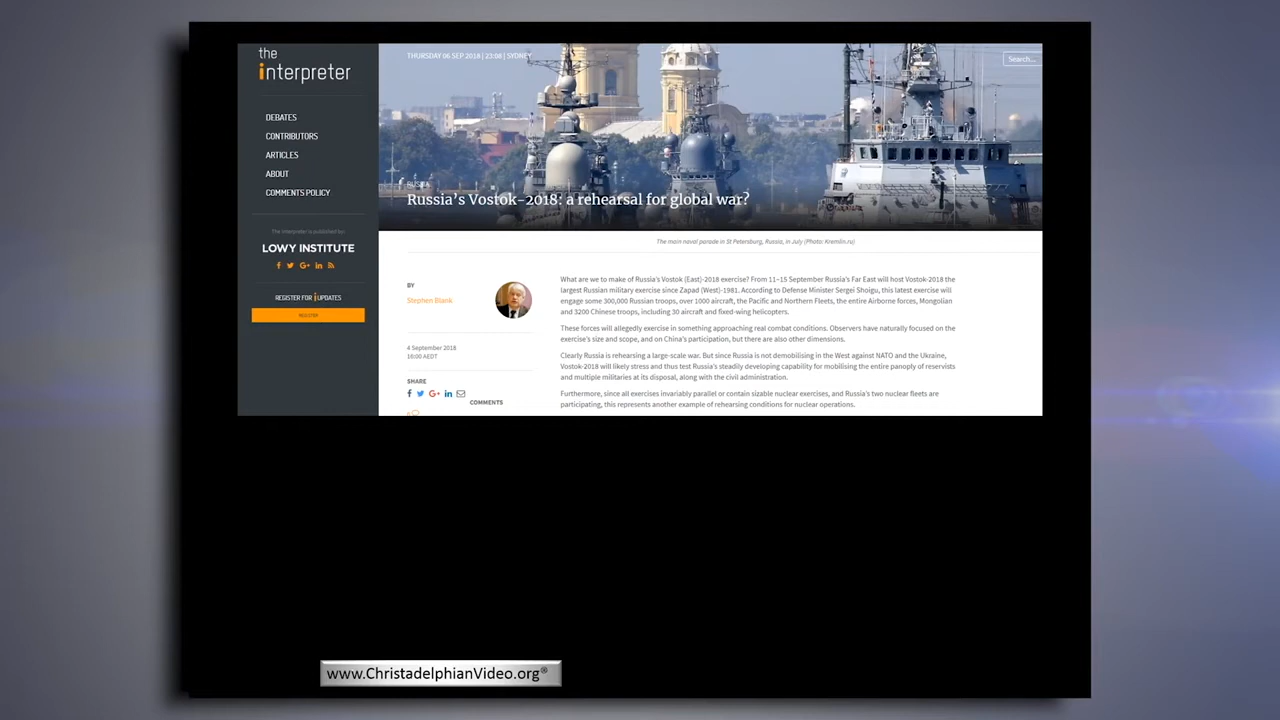 the
interpreter
THURSDAY 06 SEP 2018 | 23:08 | SYDNEY
Search...
DEBATES
CONTRIBUTORS
ARTICLES
ABOUT
COMMENTS POLICY
The Interpreter is published by:
LOWY INSTITUTE
REGISTER FOR iUPDATES
REGISTER
RUSSIA
Russia's Vostok-2018: a rehearsal for global war?
The main naval parade in St Petersburg, Russia, in July (Photo: Kremlin.ru)
BY
Stephen Blank
4 September 2018
16:00 AEDT
SHARE
COMMENTS
What are we to make of Russia's Vostok (East)-2018 exercise? From 11–15 September Russia's Far East will host Vostok-2018 the
largest Russian military exercise since Zapad (West)-1981. According to Defense Minister Sergei Shoigu, this latest exercise will
engage some 300,000 Russian troops, over 1000 aircraft, the Pacific and Northern Fleets, the entire Airborne forces, Mongolian
and 3200 Chinese troops, including 30 aircraft and fixed-wing helicopters.
These forces will allegedly exercise in something approaching real combat conditions. Observers have naturally focused on the
exercise's size and scope, and on China's participation, but there are also other dimensions.
Clearly Russia is rehearsing a large-scale war. But since Russia is not demobilising in the West against NATO and the Ukraine,
Vostok-2018 will likely stress and thus test Russia's steadily developing capability for mobilising the entire panoply of reservists
and multiple militaries at its disposal, along with the civil administration.
Furthermore, since all exercises invariably parallel or contain sizable nuclear exercises, and Russia's two nuclear fleets are
participating, this represents another example of rehearsing conditions for nuclear operations.
www.ChristadelphianVideo.org®